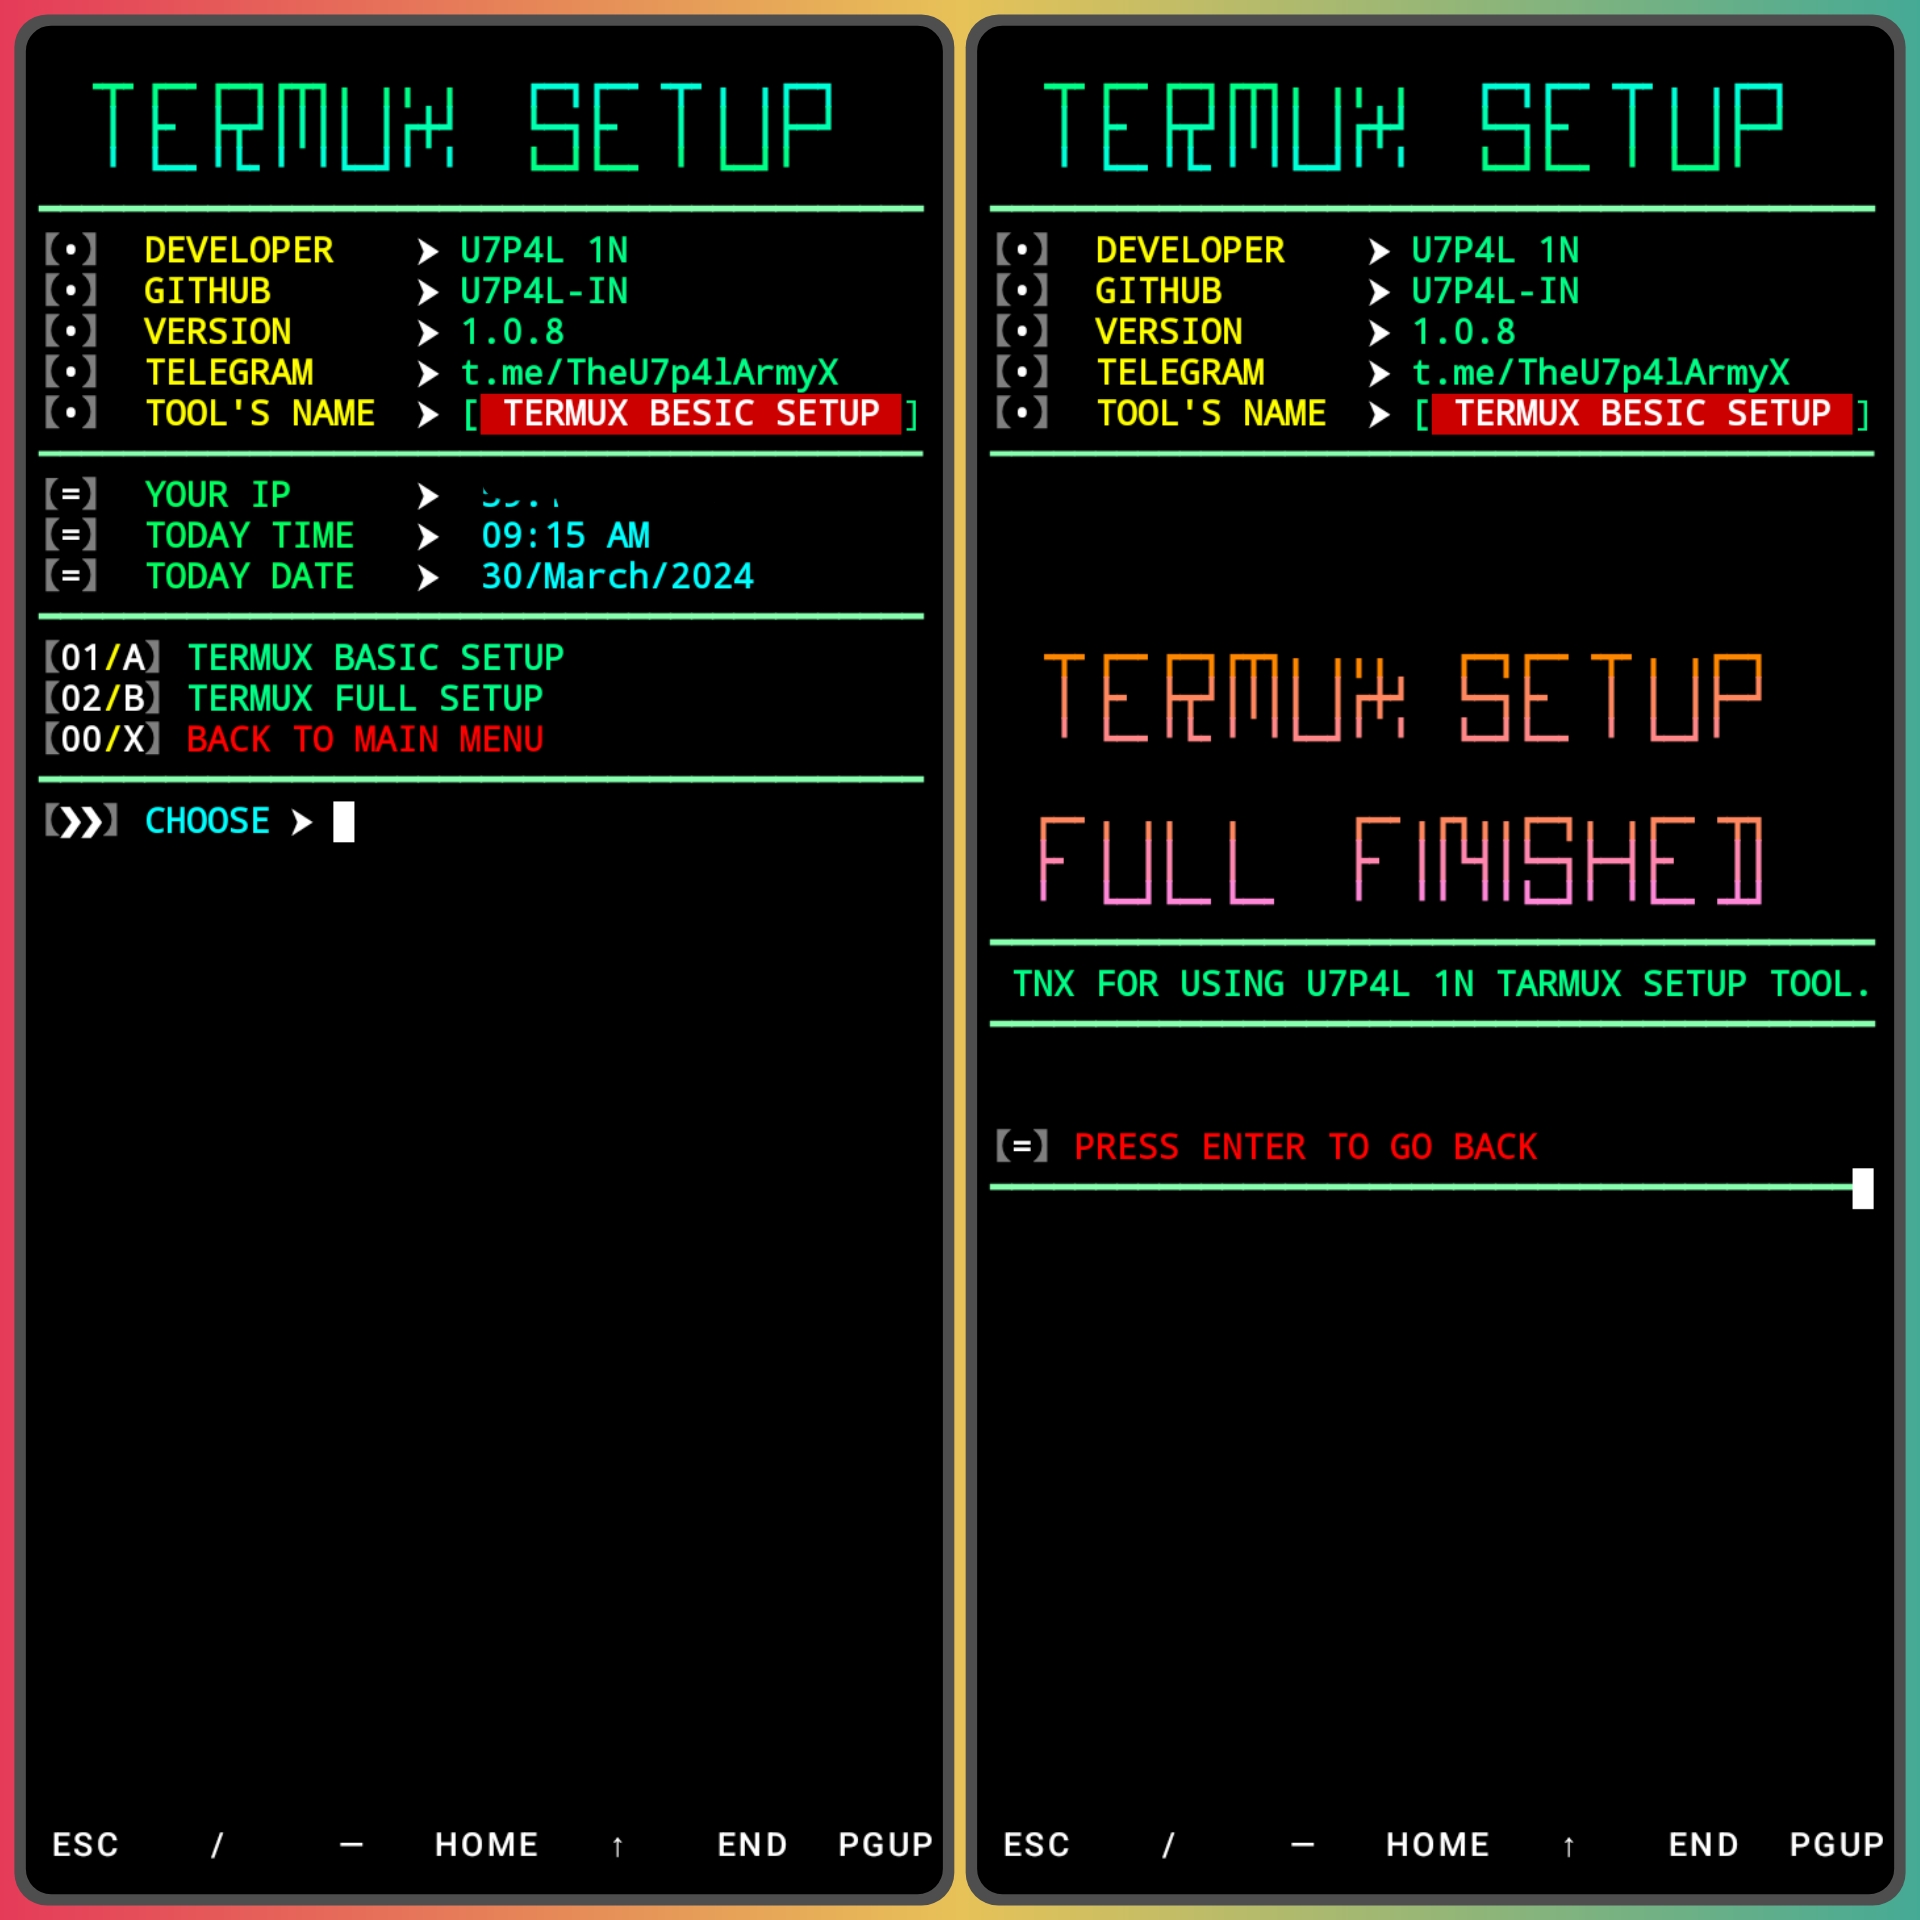 TERMUX SETUP
[•] DEVELOPER ➤ U7P4L 1N
[•] GITHUB ➤ U7P4L-IN
[•] VERSION ➤ 1.0.8
[•] TELEGRAM ➤ t.me/TheU7p4lArmyX
[•] TOOL'S NAME ➤ [ TERMUX BESIC SETUP ]
[=] YOUR IP ➤
[=] TODAY TIME ➤ 09:15 AM
[=] TODAY DATE ➤ 30/March/2024
[01/A] TERMUX BASIC SETUP
[02/B] TERMUX FULL SETUP
[00/X] BACK TO MAIN MENU
[❯❯] CHOOSE ➤
ESC / — HOME ↑ END PGUP
TERMUX SETUP
[•] DEVELOPER ➤ U7P4L 1N
[•] GITHUB ➤ U7P4L-IN
[•] VERSION ➤ 1.0.8
[•] TELEGRAM ➤ t.me/TheU7p4lArmyX
[•] TOOL'S NAME ➤ [ TERMUX BESIC SETUP ]
TERMUX SETUP
FULL FINISHED
TNX FOR USING U7P4L 1N TARMUX SETUP TOOL.
[=] PRESS ENTER TO GO BACK
ESC / — HOME ↑ END PGUP